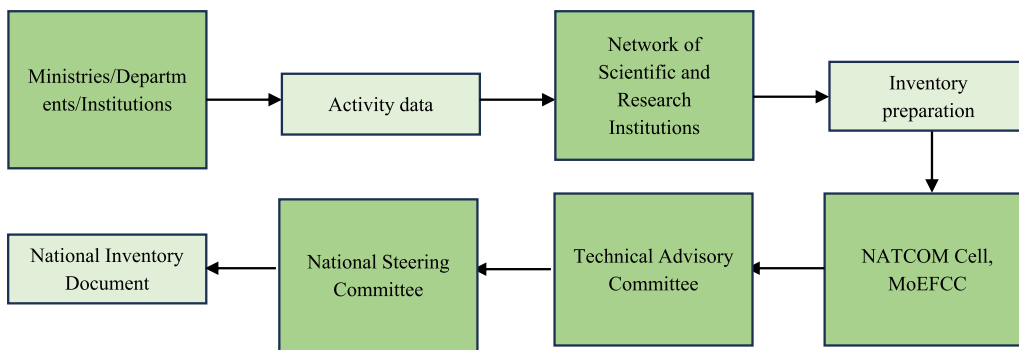 Ministries/Departm
ents/Institutions
Activity data
Network of
Scientific and
Research
Institutions
Inventory
preparation
National Inventory
Document
National Steering
Committee
Technical Advisory
Committee
NATCOM Cell,
MoEFCC